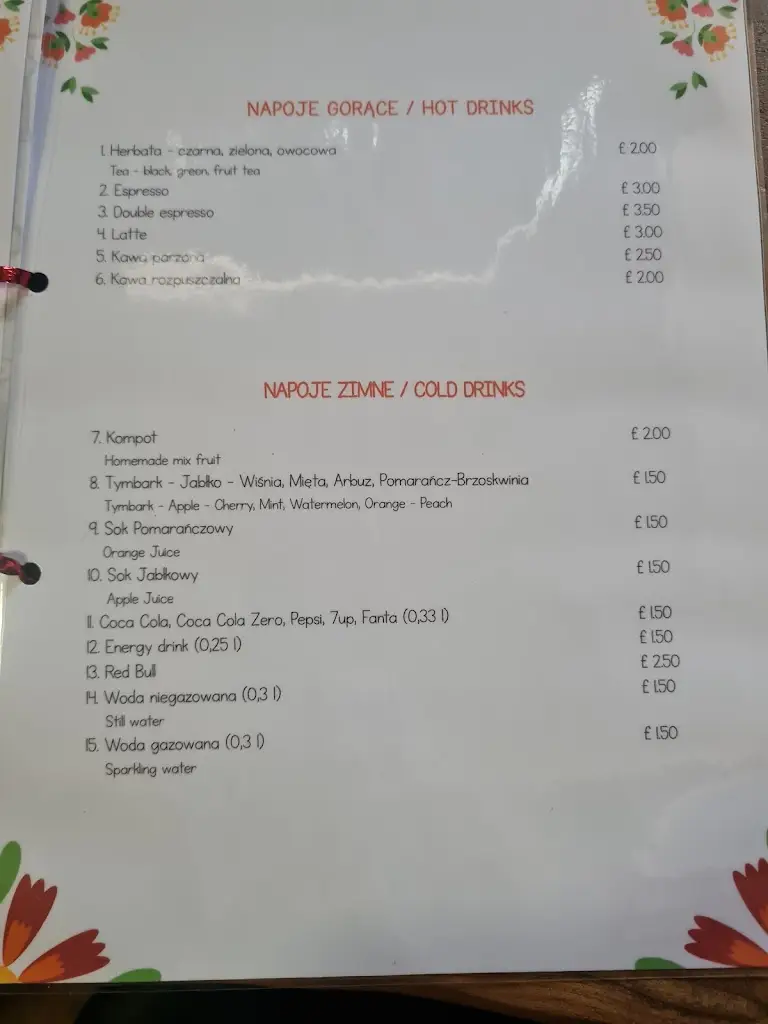 NAPOJE GORĄCE / HOT DRINKS
1. Herbata - czarna, zielona, owocowa £ 2.00
Tea - black, green, fruit tea
2. Espresso £ 3.00
3. Double espresso £ 3.50
4. Latte £ 3.00
5. Kawa parzona £ 2.50
6. Kawa rozpuszczalna £ 2.00
NAPOJE ZIMNE / COLD DRINKS
7. Kompot £ 2.00
Homemade mix fruit
8. Tymbark - Jabłko - Wiśnia, Mięta, Arbuz, Pomarańcz-Brzoskwinia £ 1.50
Tymbark - Apple - Cherry, Mint, Watermelon, Orange - Peach
9. Sok Pomarańczowy £ 1.50
Orange Juice
10. Sok Jabłkowy £ 1.50
Apple Juice
11. Coca Cola, Coca Cola Zero, Pepsi, 7up, Fanta (0,33 l) £ 1.50
12. Energy drink (0,25 l) £ 1.50
13. Red Bull £ 2.50
14. Woda niegazowana (0,3 l) £ 1.50
Still water
15. Woda gazowana (0,3 l) £ 1.50
Sparkling water